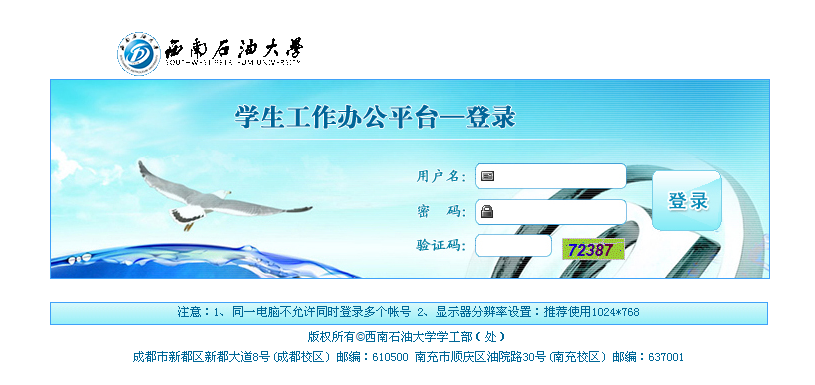 西南石油大学
SOUTHWEST PETROLEUM UNIVERSITY
学生工作办公平台—登录
用户名:
密 码:
登录
验证码:
72387
注意：1、同一电脑不允许同时登录多个帐号 2、显示器分辨率设置：推荐使用1024*768
版权所有©西南石油大学学工部（处）
成都市新都区新都大道8号(成都校区) 邮编：610500 南充市顺庆区油院路30号(南充校区) 邮编：637001